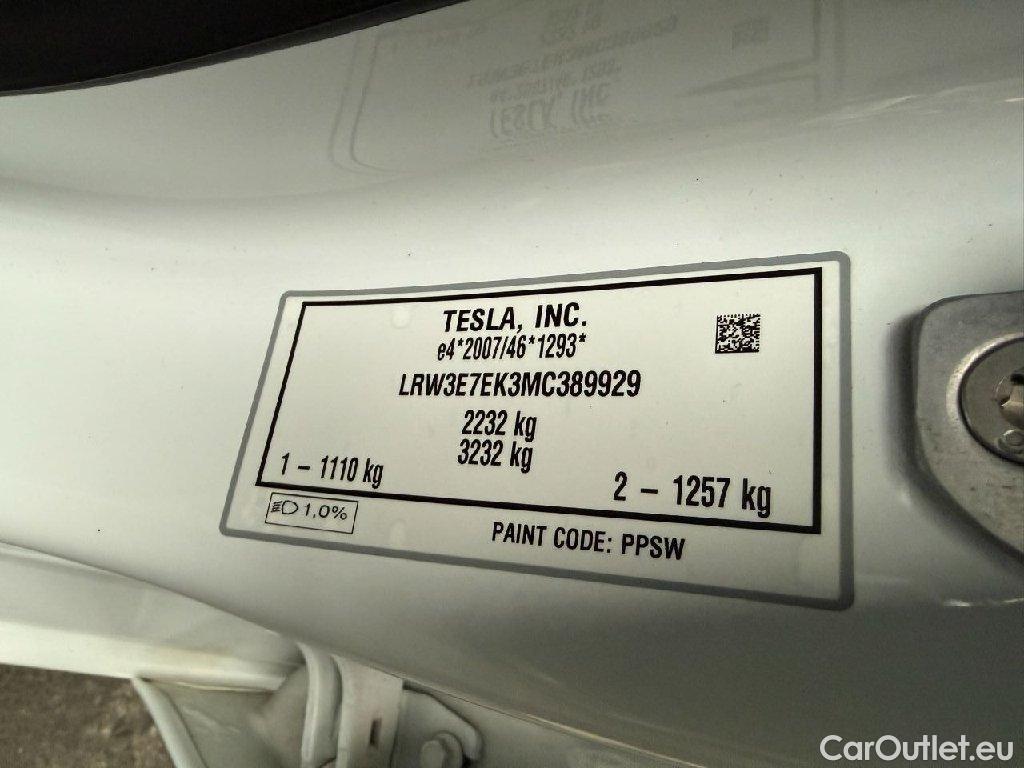 TESLA, INC.
e4*2007/46*1293*
LRW3E7EK3MC389929
2232 kg
3232 kg
1 – 1110 kg
2 – 1257 kg
1,0%
PAINT CODE: PPSW
CarOutlet.eu